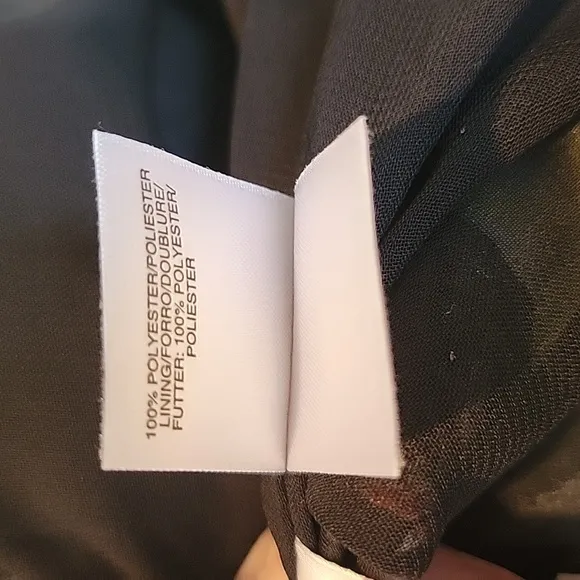 100% POLYESTER/POLIESTER
LINING/FORRO/DOUBLURE/
FUTTER: 100% POLYESTER/
POLIESTER